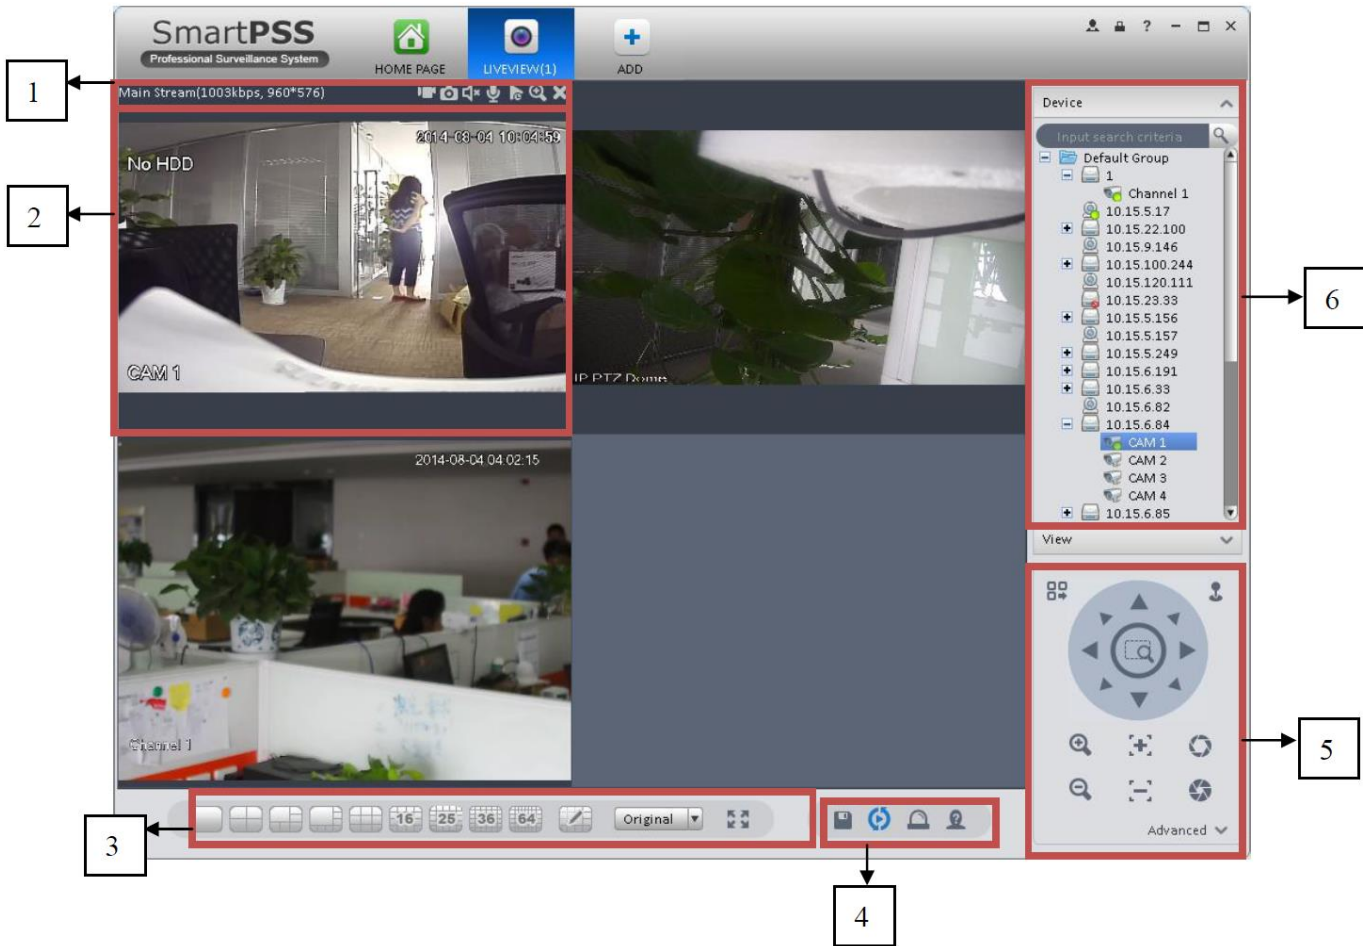 SmartPSS
Professional Surveillance System
HOME PAGE
LIVEVIEW(1)
ADD
?
1
Main Stream(1003kbps, 960*576)
2014-08-04 10:04:59
No HDD
CAM 1
2
IP PTZ Dome
2014-08-04 04:02:15
Channel 1
Device
Input search criteria
Default Group
1
Channel 1
10.15.5.17
10.15.22.100
10.15.9.146
10.15.100.244
10.15.120.111
10.15.23.33
10.15.5.156
10.15.5.157
10.15.5.249
10.15.6.191
10.15.6.33
10.15.6.82
10.15.6.84
CAM 1
CAM 2
CAM 3
CAM 4
10.15.6.85
6
View
5
Advanced
3
16 25 36 64
Original
4